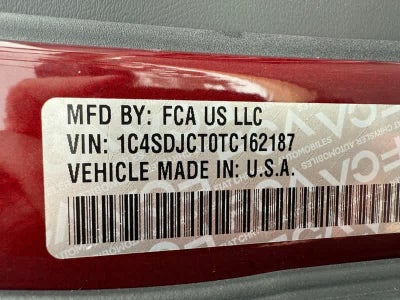 MFD BY: FCA US LLC
VIN: 1C4SDJCT0TC162187
VEHICLE MADE IN: U.S.A.